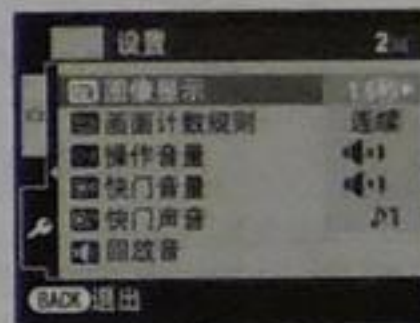 设置 2
图像显示
画面计数规则 连续
操作音量
快门音量
快门声音 ♪1
回放音
BACK 退出